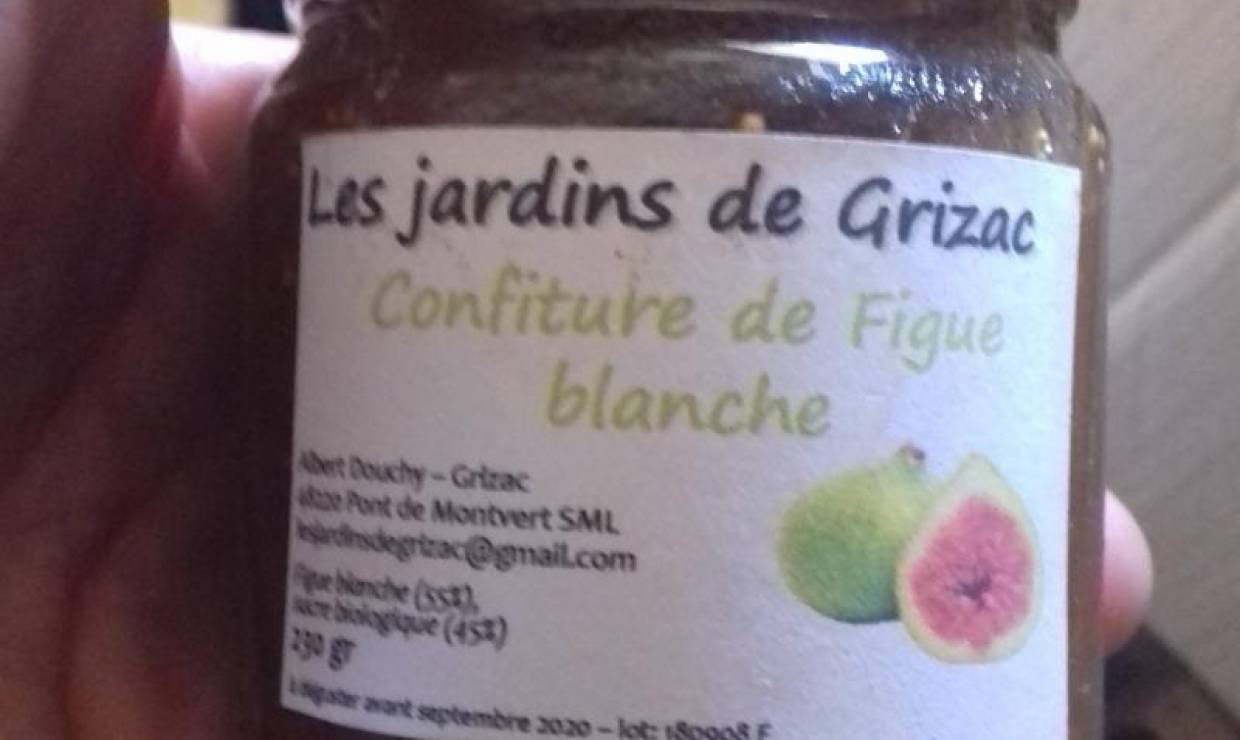 Les jardins de Grizac
Confiture de Figue
blanche
Albert Douchy – Grizac
48220 Pont de Montvert SML
lesjardinsdegrizac@gmail.com
Figue blanche (55%),
sucre biologique (45%)
230 gr
à déguster avant septembre 2020 – lot: 180908 F